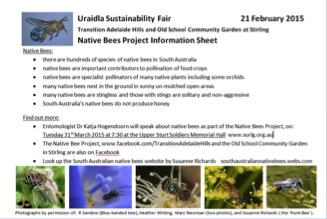 Uraidla Sustainability Fair 21 February 2015
Transition Adelaide Hills and Old School Community Garden at Stirling
Native Bees Project Information Sheet
Native Bees:
• there are hundreds of species of native bees in South Australia
• native bees are important contributors to pollination of food crops
• native bees are specialist pollinators of many native plants including some orchids
• many native bees nest in the ground in sunny un-mulched open areas
• many native bees are stingless and those with stings are solitary and non-aggressive
• South Australia's native bees do not produce honey
Find out more:
• Entomologist Dr Katja Hogendoorn will speak about native bees as part of the Native Bees Project, on:
Tuesday 31st March 2015 at 7:30 at the Upper Sturt Soldiers Memorial Hall www.surlg.org.au
• The Native Bee Project, www.facebook.com/TransitionAdelaideHills and the Old School Community Garden
in Stirling are also on Facebook
• Look up the South Australian native bees website by Susanne Richards southaustraliannativebees.webs.com
Photographs by permission of: R Sandow (Blue-banded bee), Heather Whiting, Marc Newman (two photos), and Susanne Richards ('the 'Punk Bee').